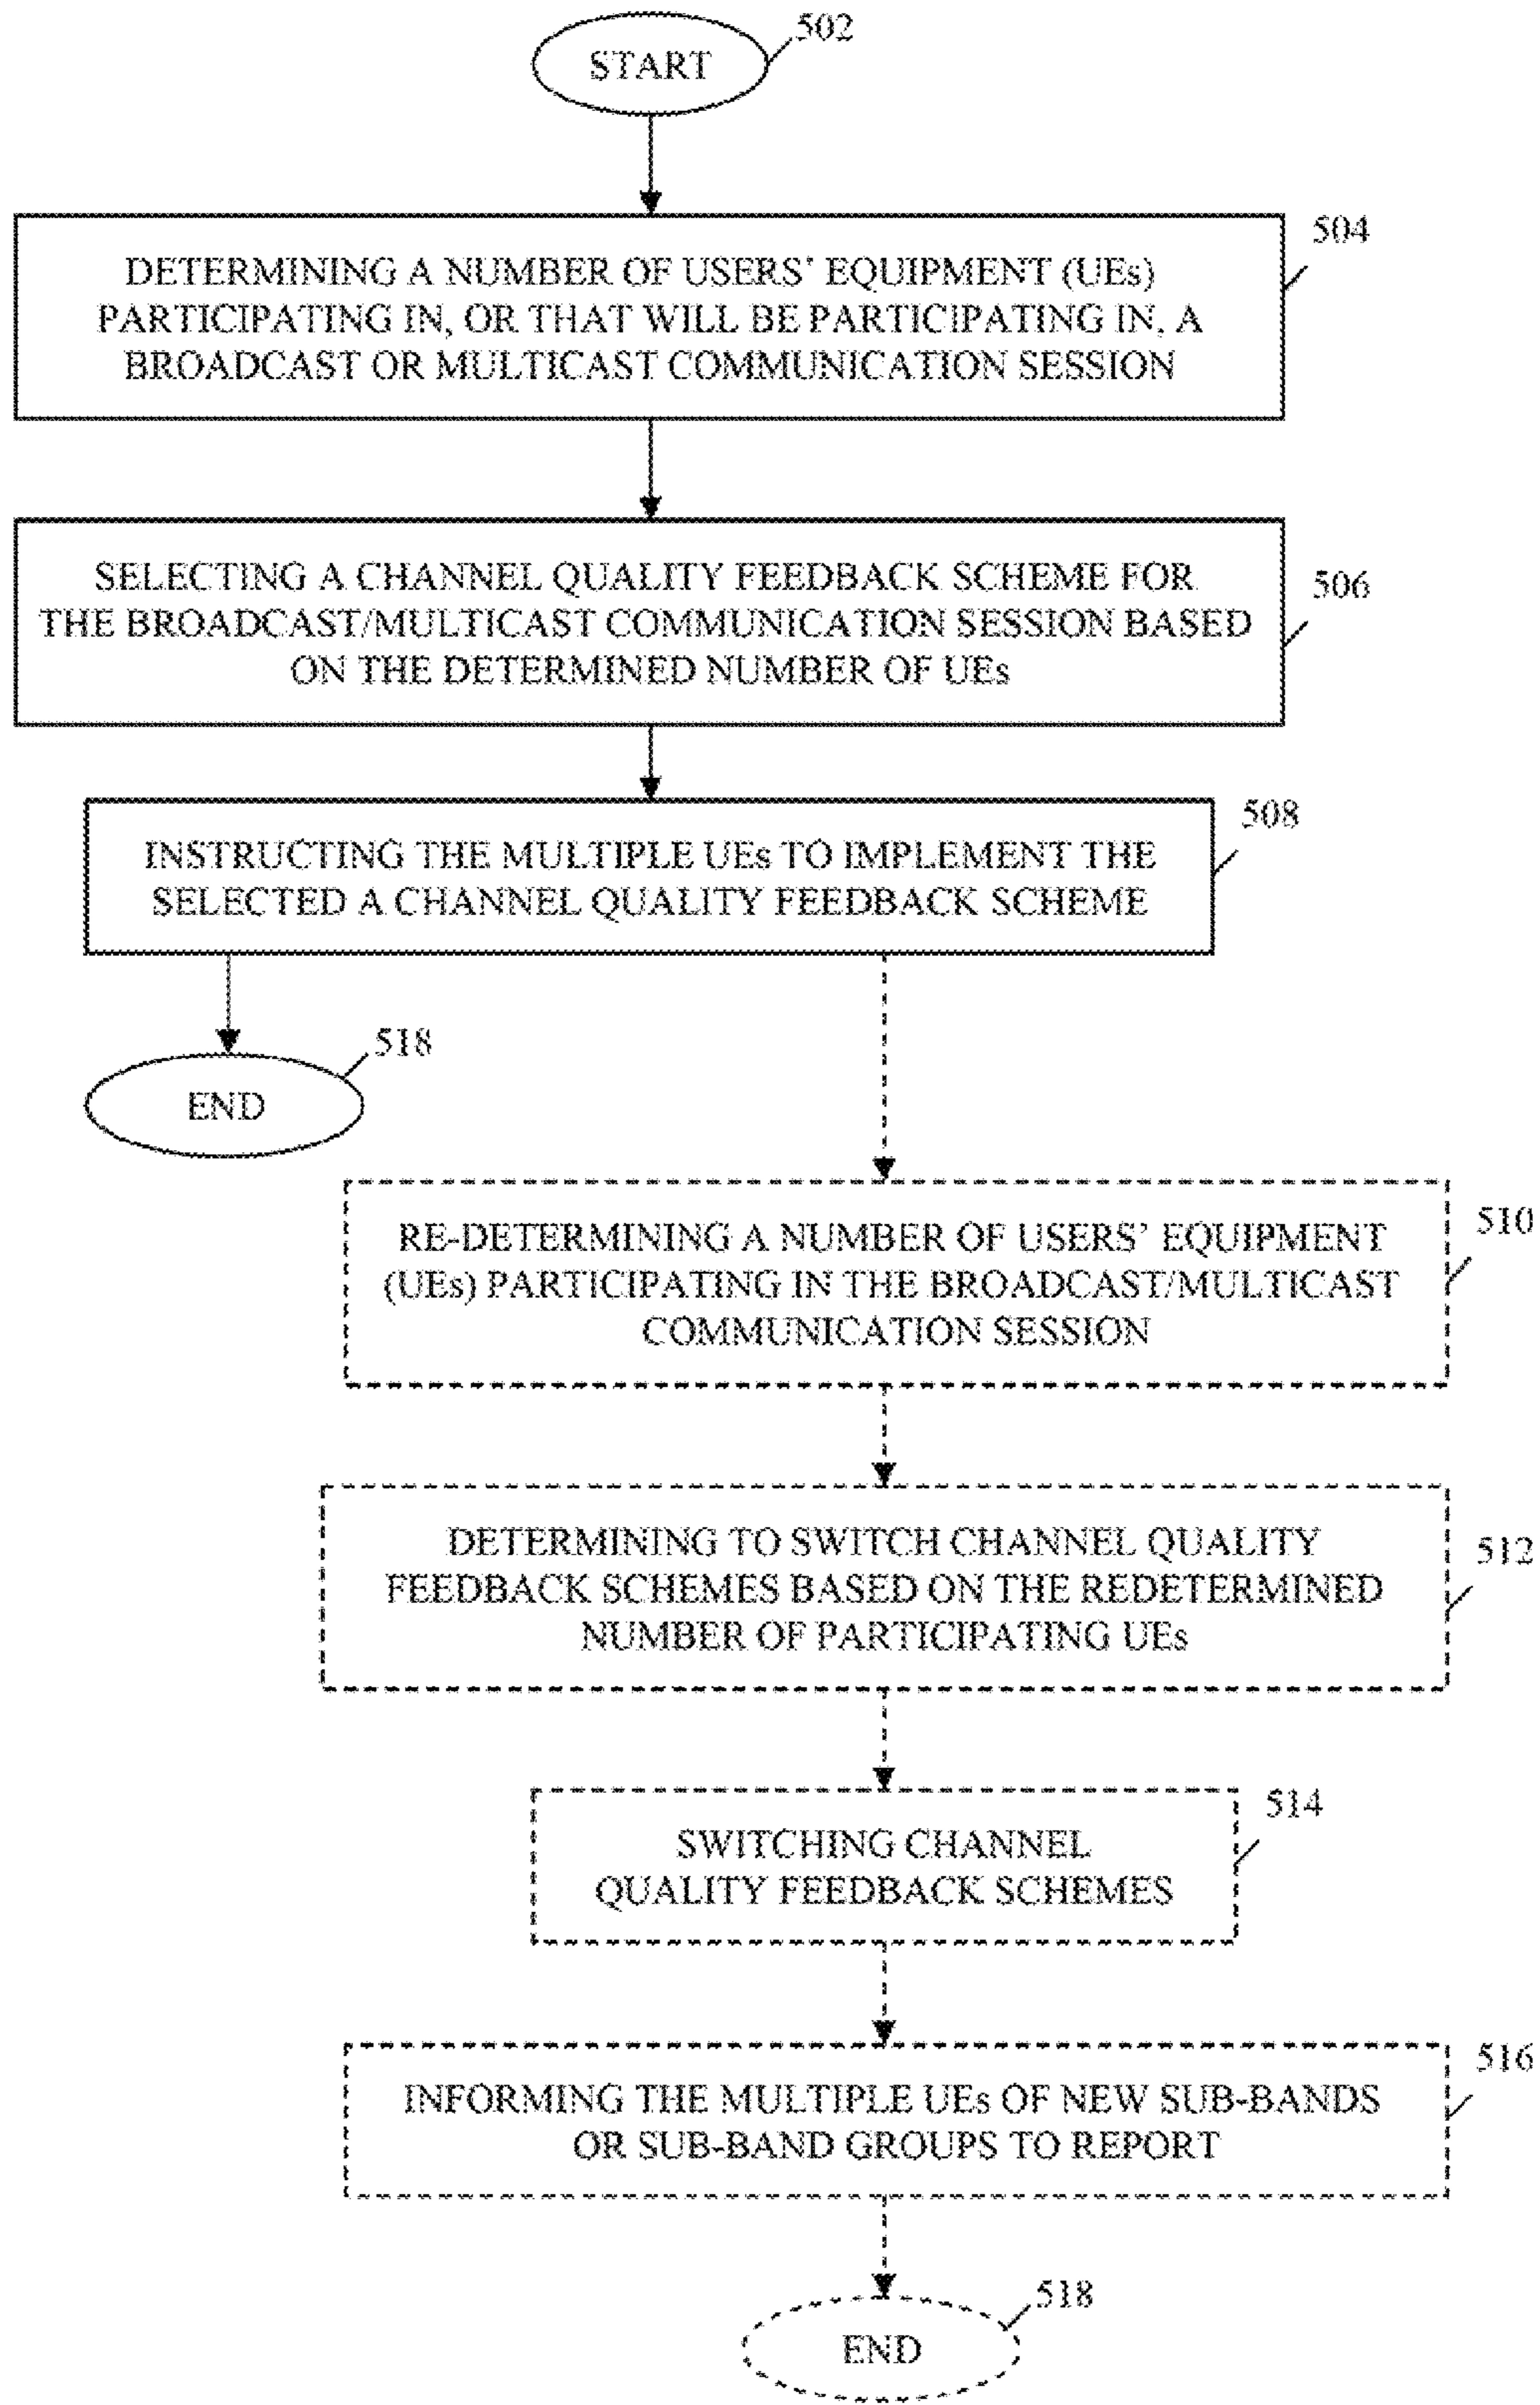 502
START
504
DETERMINING A NUMBER OF USERS' EQUIPMENT (UEs)
PARTICIPATING IN, OR THAT WILL BE PARTICIPATING IN, A
BROADCAST OR MULTICAST COMMUNICATION SESSION
506
SELECTING A CHANNEL QUALITY FEEDBACK SCHEME FOR
THE BROADCAST/MULTICAST COMMUNICATION SESSION BASED
ON THE DETERMINED NUMBER OF UEs
508
INSTRUCTING THE MULTIPLE UEs TO IMPLEMENT THE
SELECTED A CHANNEL QUALITY FEEDBACK SCHEME
518
END
510
RE-DETERMINING A NUMBER OF USERS' EQUIPMENT
(UEs) PARTICIPATING IN THE BROADCAST/MULTICAST
COMMUNICATION SESSION
512
DETERMINING TO SWITCH CHANNEL QUALITY
FEEDBACK SCHEMES BASED ON THE REDETERMINED
NUMBER OF PARTICIPATING UEs
514
SWITCHING CHANNEL
QUALITY FEEDBACK SCHEMES
516
INFORMING THE MULTIPLE UEs OF NEW SUB-BANDS
OR SUB-BAND GROUPS TO REPORT
518
END